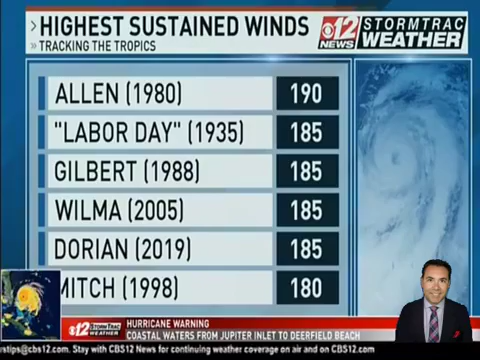 HIGHEST SUSTAINED WINDS
TRACKING THE TROPICS
12 NEWS
STORMTRAC
WEATHER
ALLEN (1980) 190
"LABOR DAY" (1935) 185
GILBERT (1988) 185
WILMA (2005) 185
DORIAN (2019) 185
MITCH (1998) 180
12 STORMTRAC WEATHER
HURRICANE WARNING
COASTAL WATERS FROM JUPITER INLET TO DEERFIELD BEACH
rstips@cbs12.com. Stay with CBS12 News for continuing weather coverage on air and on CBS12.com.